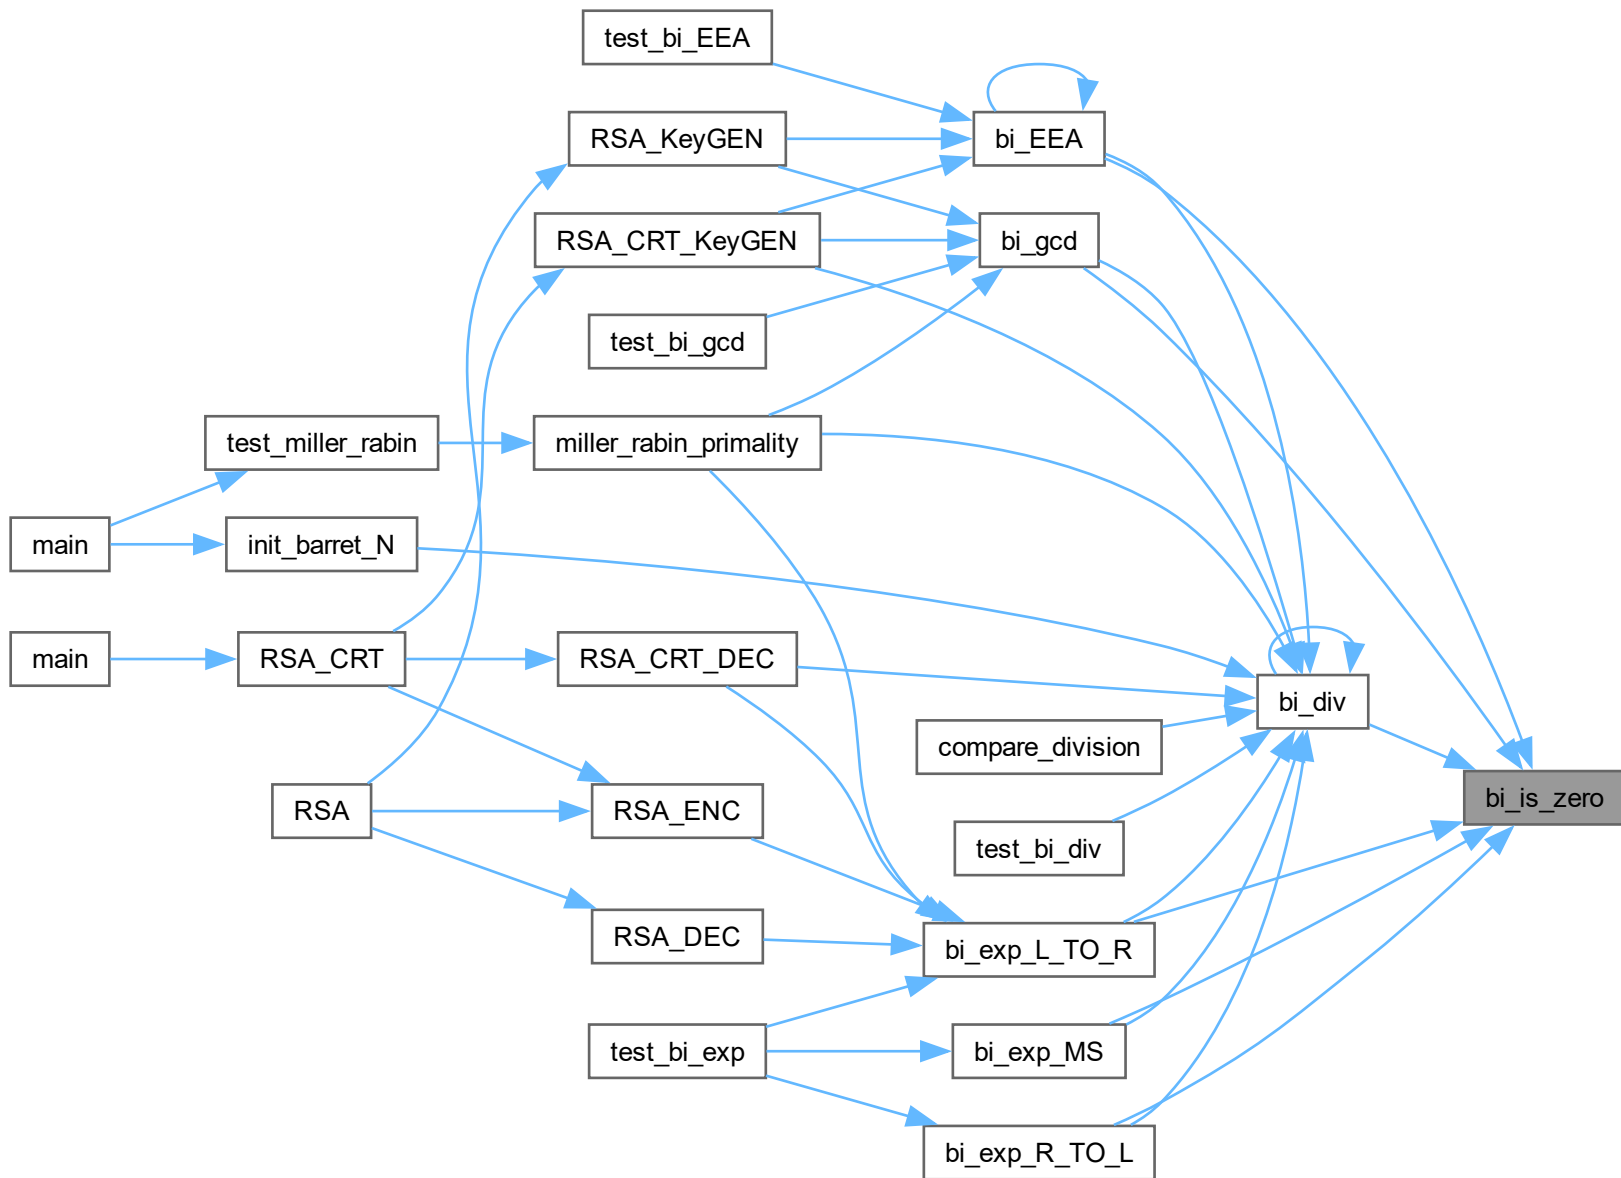 test_bi_EEA
RSA_KeyGEN
bi_EEA
RSA_CRT_KeyGEN
bi_gcd
test_bi_gcd
test_miller_rabin
miller_rabin_primality
main
init_barret_N
main
RSA_CRT
RSA_CRT_DEC
bi_div
compare_division
RSA
RSA_ENC
bi_is_zero
test_bi_div
RSA_DEC
bi_exp_L_TO_R
test_bi_exp
bi_exp_MS
bi_exp_R_TO_L